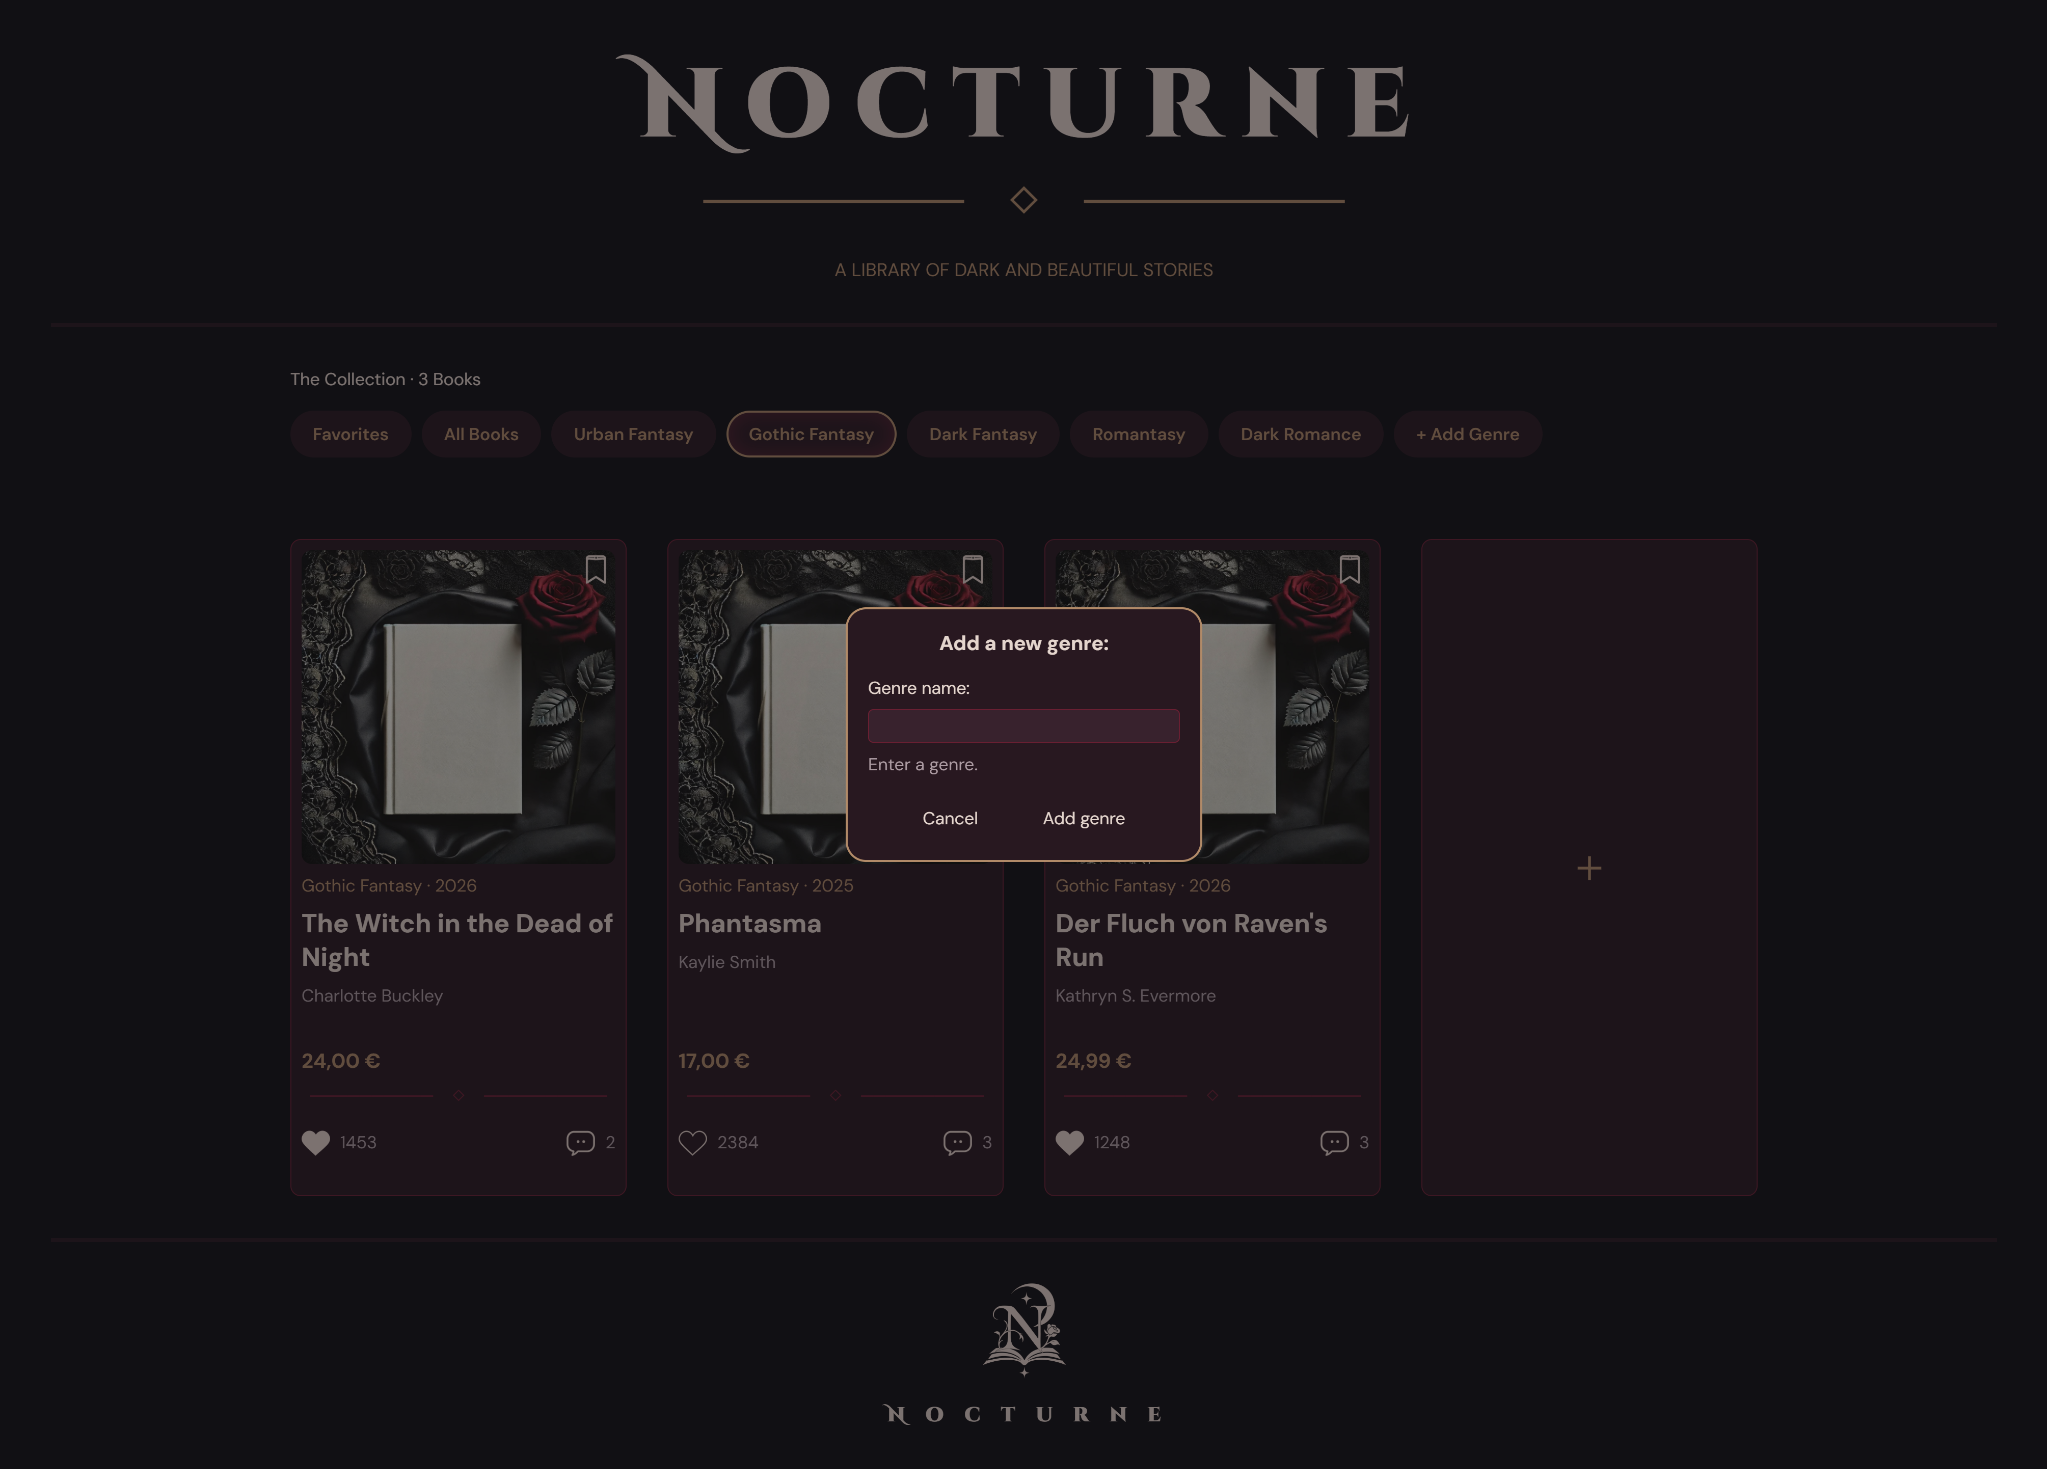 NOCTURNE
A LIBRARY OF DARK AND BEAUTIFUL STORIES
The Collection · 3 Books
Favorites
All Books
Urban Fantasy
Gothic Fantasy
Dark Fantasy
Romantasy
Dark Romance
+ Add Genre
Add a new genre:
Genre name:
Enter a genre.
Cancel
Add genre
Gothic Fantasy · 2026
The Witch in the Dead of
Night
Charlotte Buckley
24,00 €
1453
2
Gothic Fantasy · 2025
Phantasma
Kaylie Smith
17,00 €
2384
3
Gothic Fantasy · 2026
Der Fluch von Raven's
Run
Kathryn S. Evermore
24,99 €
1248
3
+
N
NOCTURNE